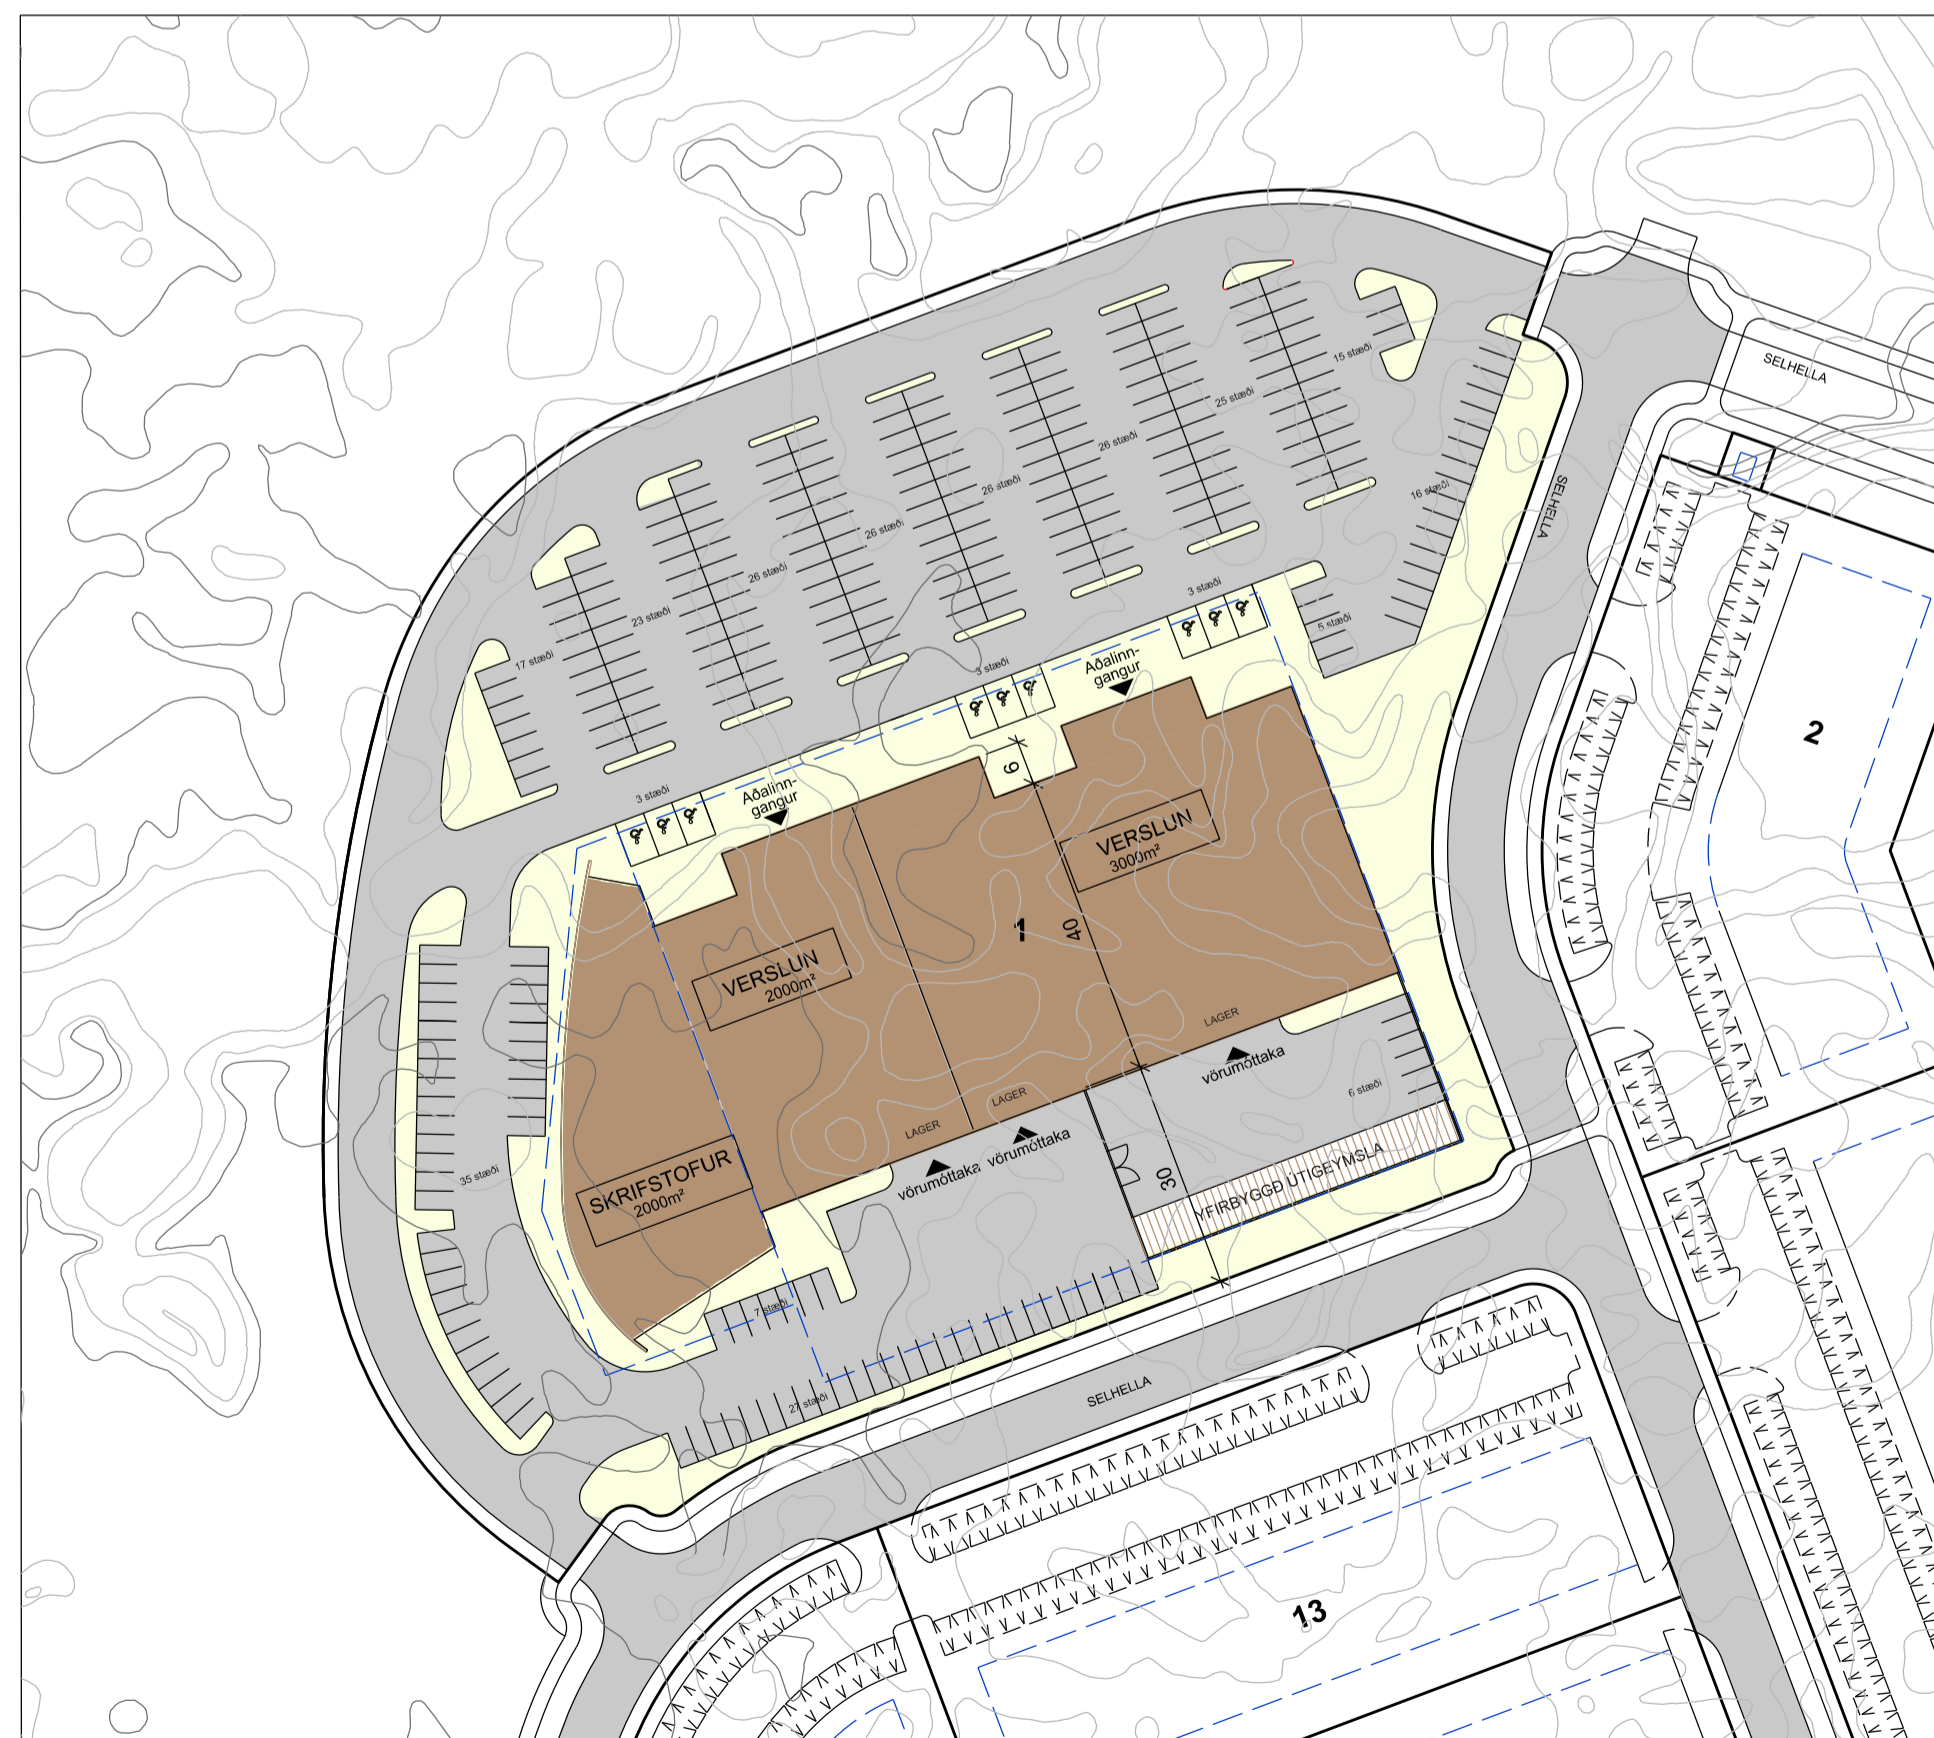 SELHELLA
15 stæði
25 stæði
26 stæði
26 stæði
26 stæði
26 stæði
23 stæði
17 stæði
16 stæði
SELHELLA
3 stæði
5 stæði
3 stæði
Aðalinn-
gangur
3 stæði
Aðalinn-
gangur
2
9
VERSLUN
3000m²
1
40
VERSLUN
2000m²
LAGER
vörumóttaka
LAGER
LAGER
vörumóttaka
vörumóttaka
6 stæði
SKRIFSTOFUR
2000m²
35 stæði
30
YFIRBYGGÐ ÚTIGEYMSLA
7 stæði
27 stæði
SELHELLA
13